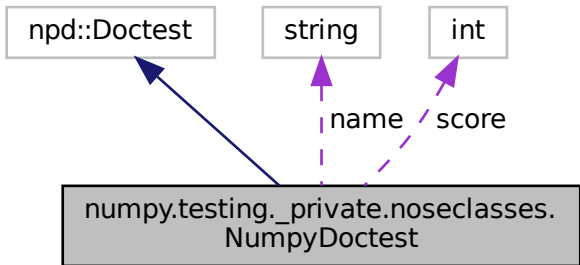 npd::Doctest
string
int
name
score
numpy.testing._private.noseclasses.
NumpyDoctest